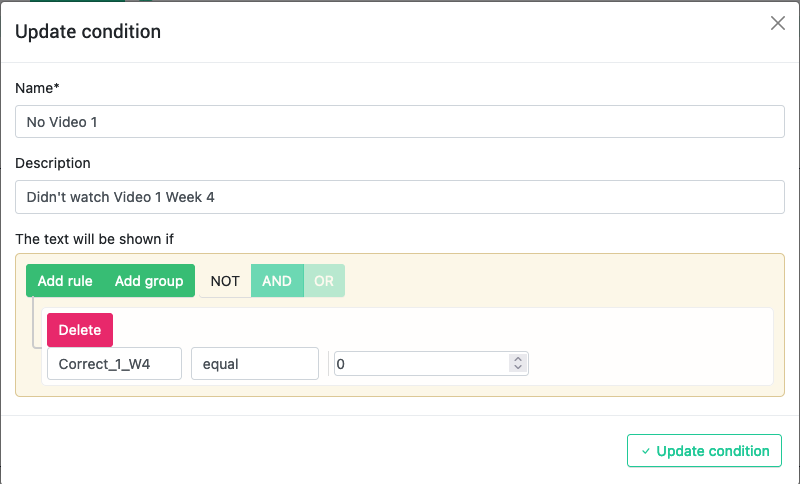 Update condition
Name*
No Video 1
Description
Didn't watch Video 1 Week 4
The text will be shown if
Add rule Add group NOT AND OR
Delete
Correct_1_W4 equal 0
Update condition